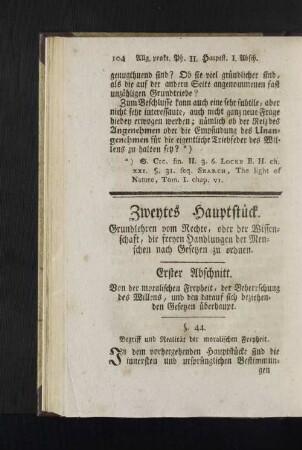 104 Allg. prakt. Ph. II. Hauptst. I. Absch.
genugthuend sind? Ob sie viel gründlicher sind,
als die auf der andern Seite angenommenen fast
unzähligen Grundtriebe?
Zum Beschlusse kann auch eine sehr subtile, aber
nicht sehr interessante, auch nicht ganz neue Frage
hieber erwogen werden; nämlich ob der Reiz des
Angenehmen oder die Empfindung des Unan-
genehmen für die eigentliche Triebfeder des Wil-
lens zu halten sey? *)
*) S. Cic. fin. II. 3. 6. Locke E. H. ch.
xxi. §. 31. seq. Search, The light of
Nature, Tom. I. chap. vi.
Zweytes Hauptstück.
Grundlehren vom Rechte, oder der Wissen-
schaft, die freyen Handlungen der Men-
schen nach Gesetzen zu ordnen.
Erster Abschnitt.
Von der moralischen Freyheit, der Beherrschung
des Willens, und den darauf sich beziehen-
den Gesetzen überhaupt.
§. 44.
Begriff und Realität der moralischen Freyheit.
In dem vorhergehenden Hauptstücke sind die
innersten und ursprünglichen Bestimmun-
gen